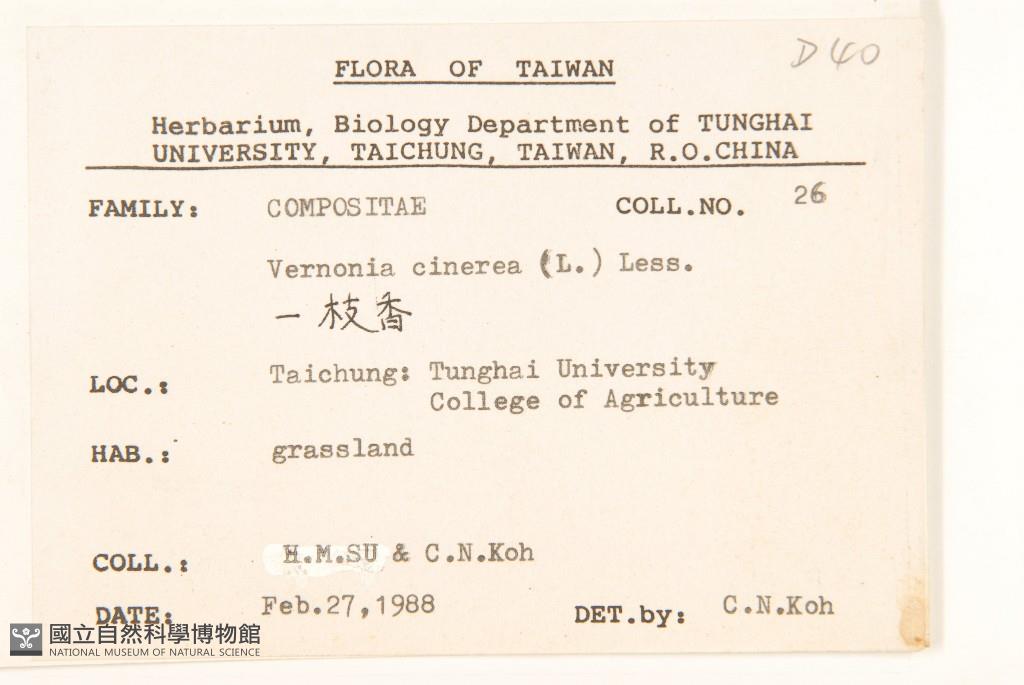 D40
FLORA OF TAIWAN
Herbarium, Biology Department of TUNGHAI
UNIVERSITY, TAICHUNG, TAIWAN, R.O.CHINA
FAMILY: COMPOSITAE COLL.NO. 26
Vernonia cinerea (L.) Less.
一枝香
LOC.: Taichung: Tunghai University
College of Agriculture
HAB.: grassland
COLL.: H.M.SU & C.N.Koh
DATE: Feb.27,1988 DET.by: C.N.Koh
國立自然科學博物館
NATIONAL MUSEUM OF NATURAL SCIENCE